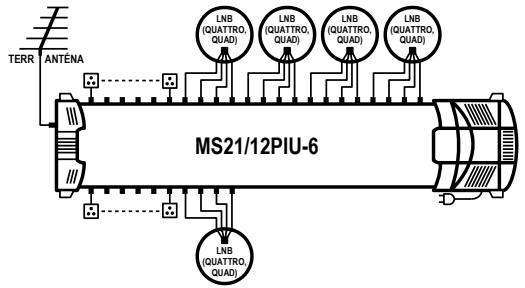 LNB
(QUATTRO,
QUAD)
LNB
(QUATTRO,
QUAD)
LNB
(QUATTRO,
QUAD)
LNB
(QUATTRO,
QUAD)
TERR ANTÉNA
MS21/12PIU-6
LNB
(QUATTRO,
QUAD)